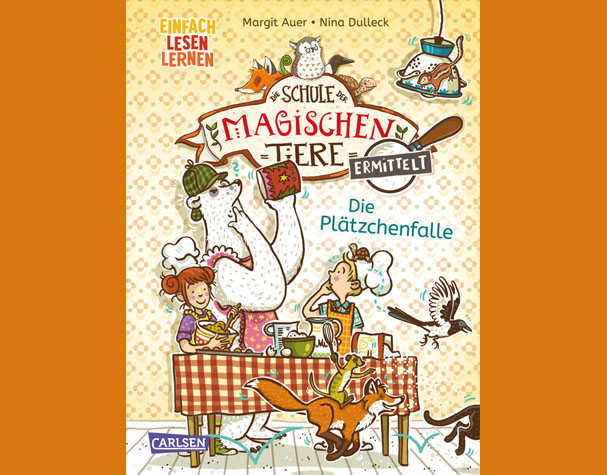 Margit Auer • Nina Dulleck
EINFACH
LESEN
LERNEN
DIE SCHULE DER
MAGISCHEN
TIERE
ERMITTELT
Die
Plätzchenfalle
CARLSEN